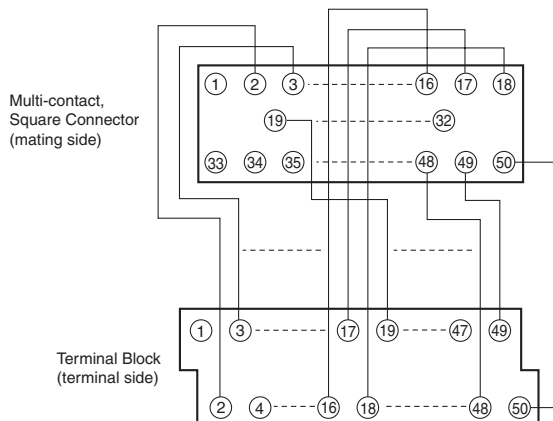 1 2 3 16 17 18
Multi-contact,
Square Connector
(mating side)
19 32
33 34 35 48 49 50
1 3 17 19 47 49
Terminal Block
(terminal side)
2 4 16 18 48 50